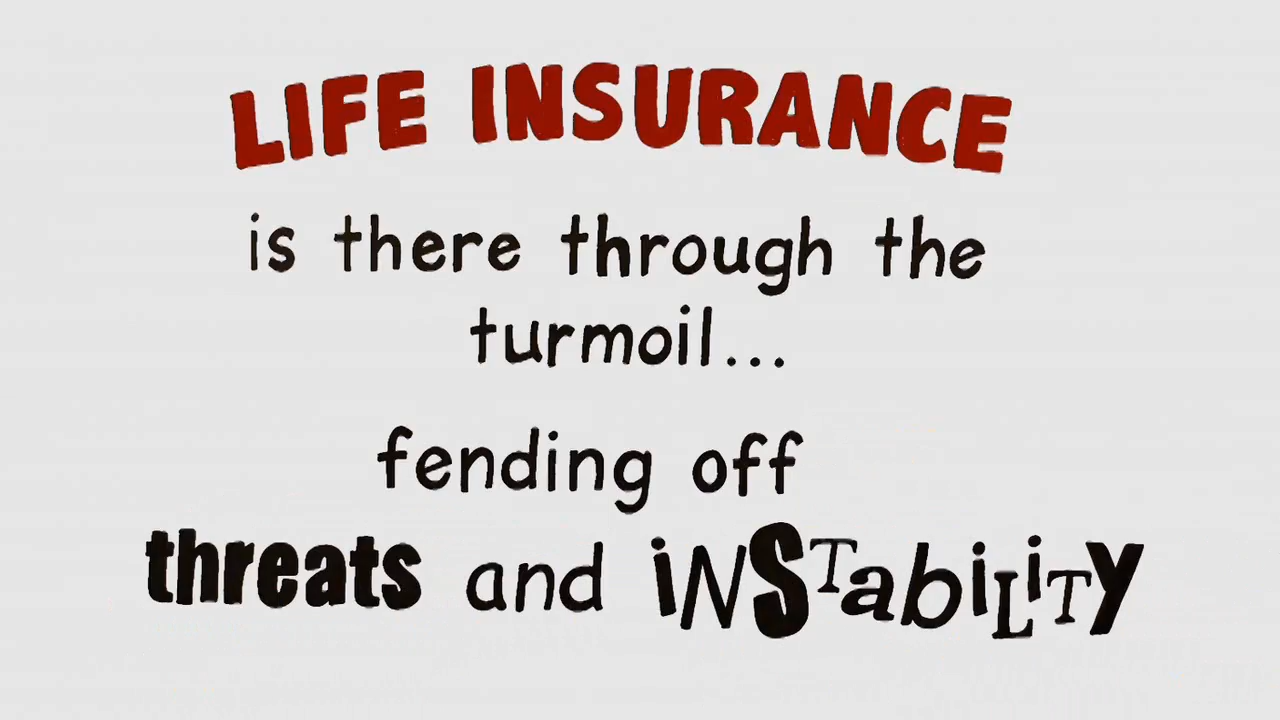 LIFE INSURANCE
is there through the
turmoil...
fending off
threats and iNSTabiLiTy